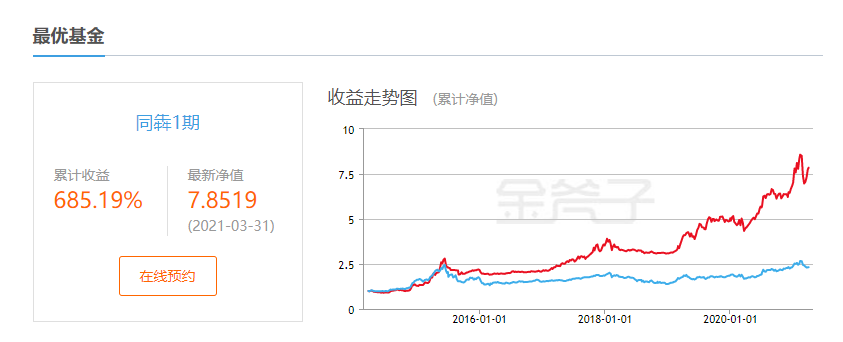 最优基金
同犇1期
累计收益
最新净值
685.19%
7.8519
(2021-03-31)
在线预约
收益走势图 (累计净值)
10
7.5
5
2.5
0
2016-01-01
2018-01-01
2020-01-01
金斧子